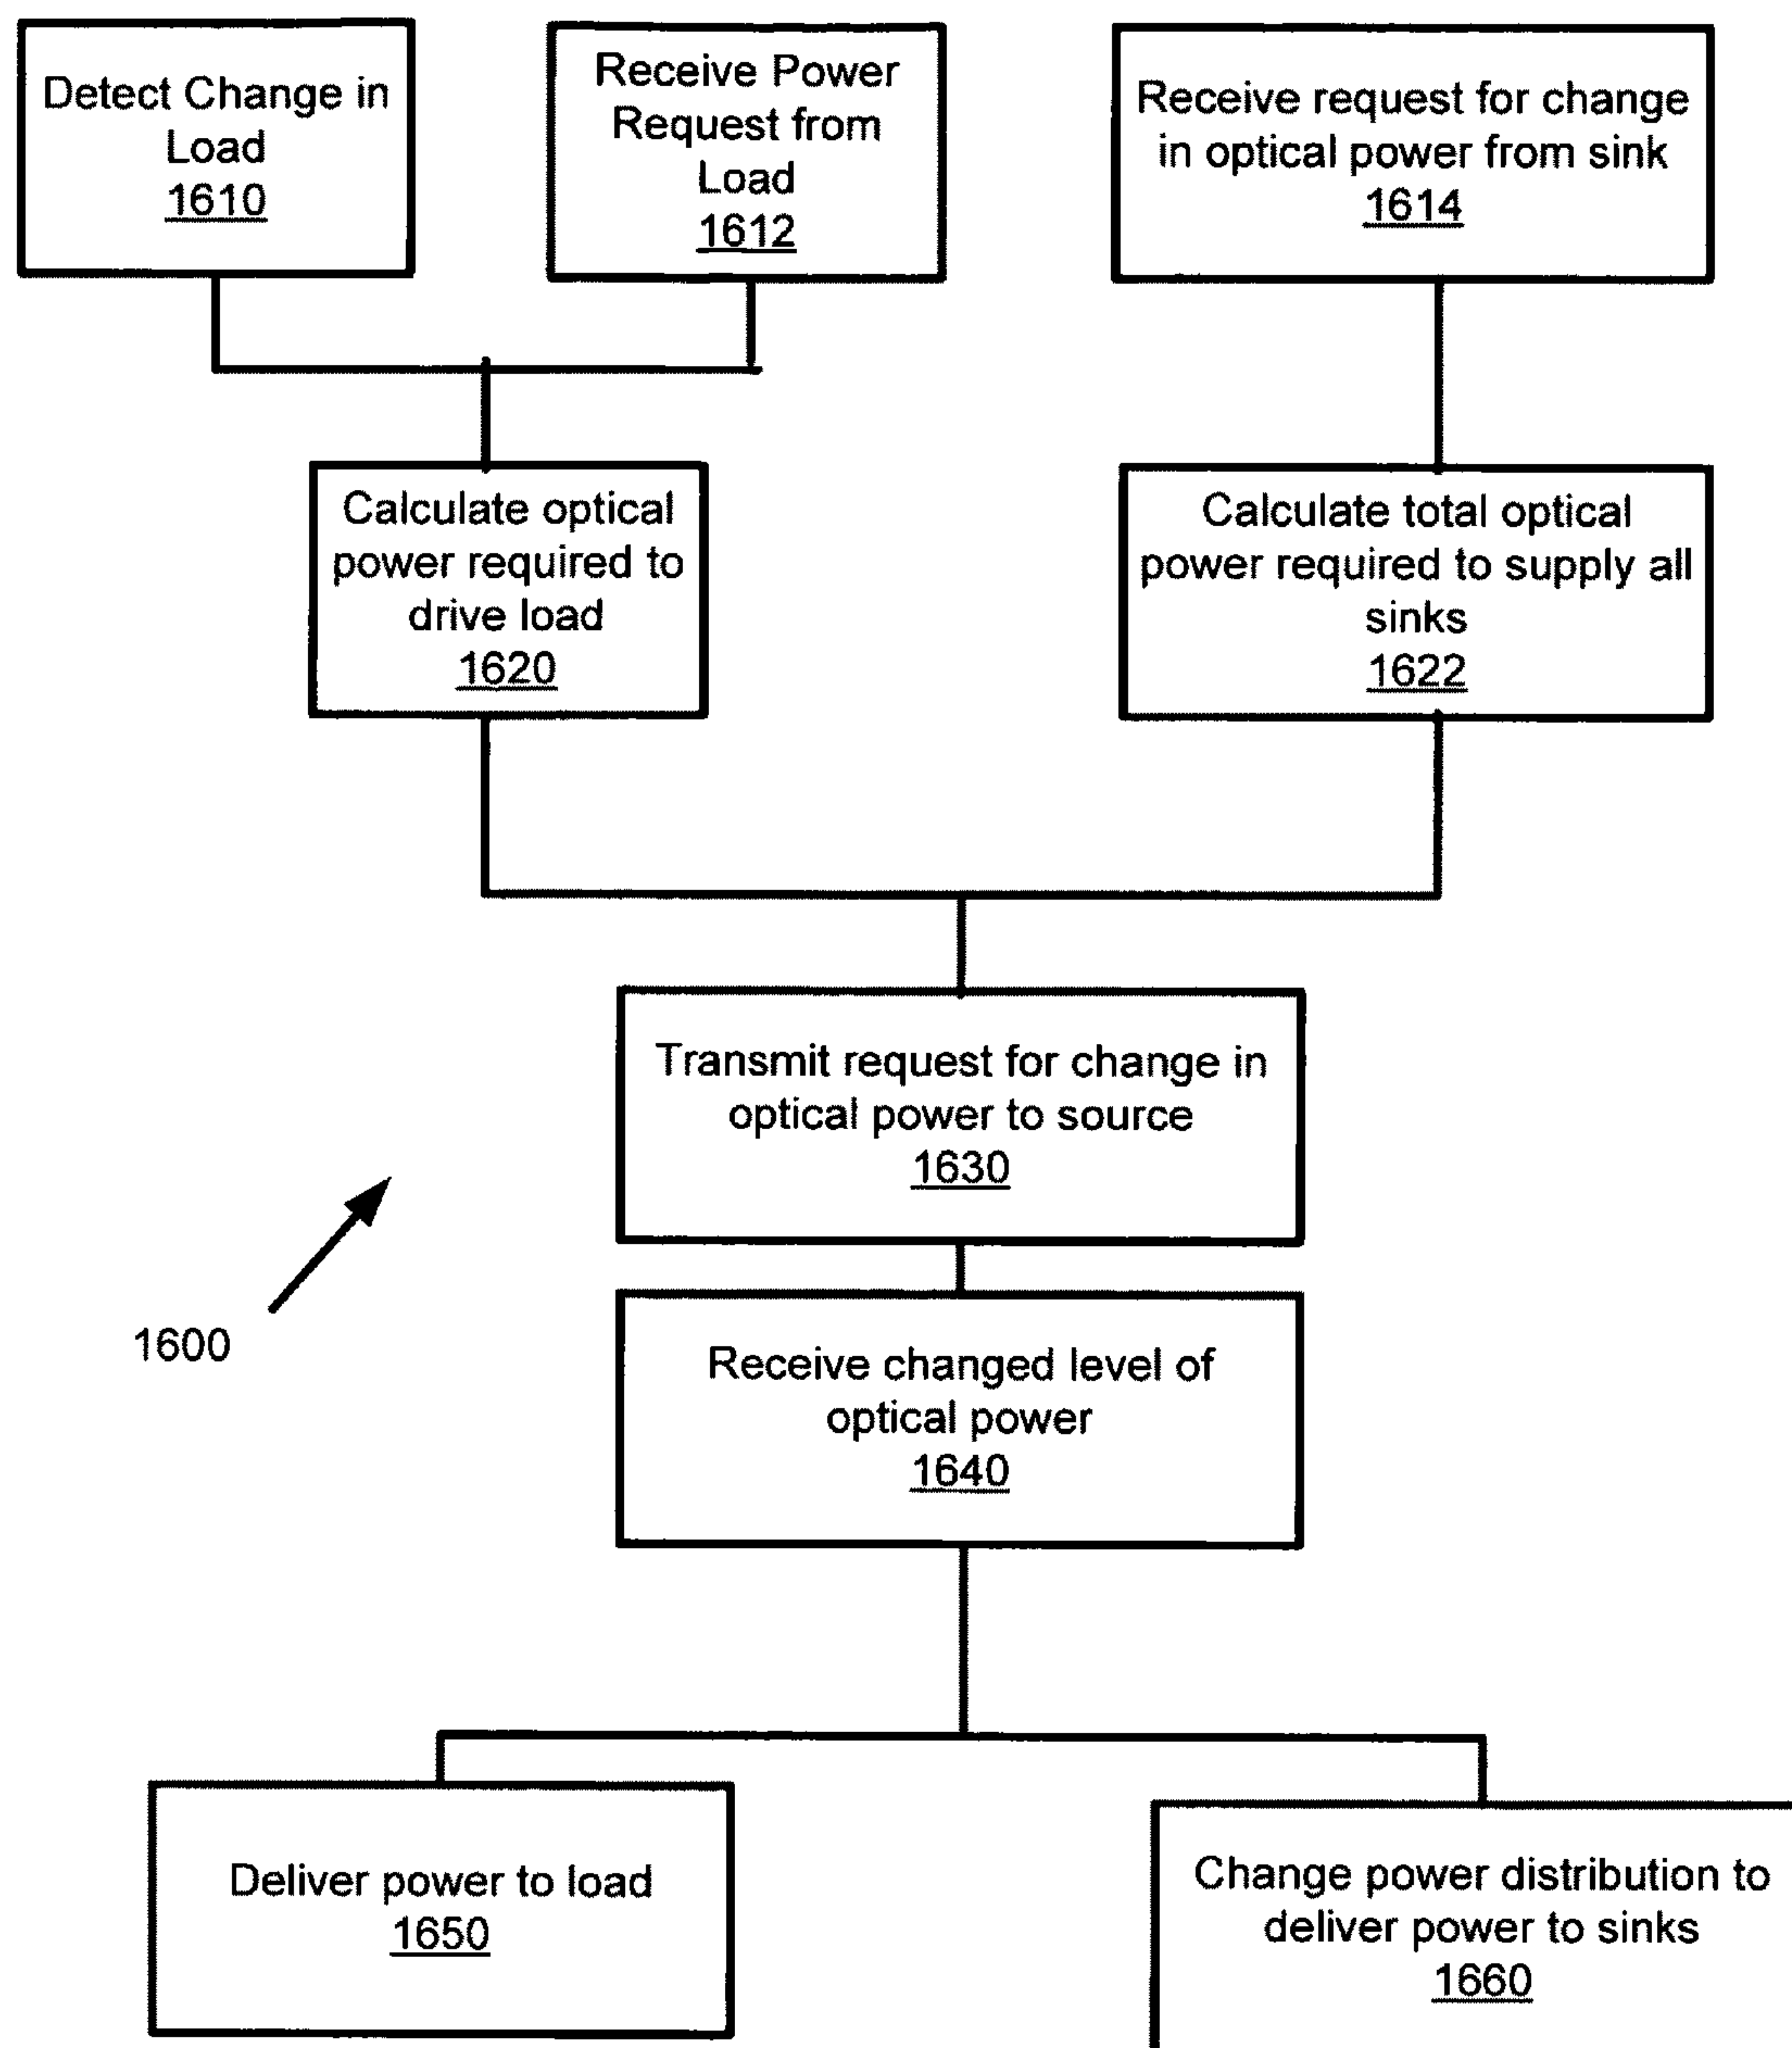 Detect Change in
Load
1610
Receive Power
Request from
Load
1612
Receive request for change
in optical power from sink
1614
Calculate optical
power required to
drive load
1620
Calculate total optical
power required to supply all
sinks
1622
Transmit request for change in
optical power to source
1630
1600
Receive changed level of
optical power
1640
Deliver power to load
1650
Change power distribution to
deliver power to sinks
1660